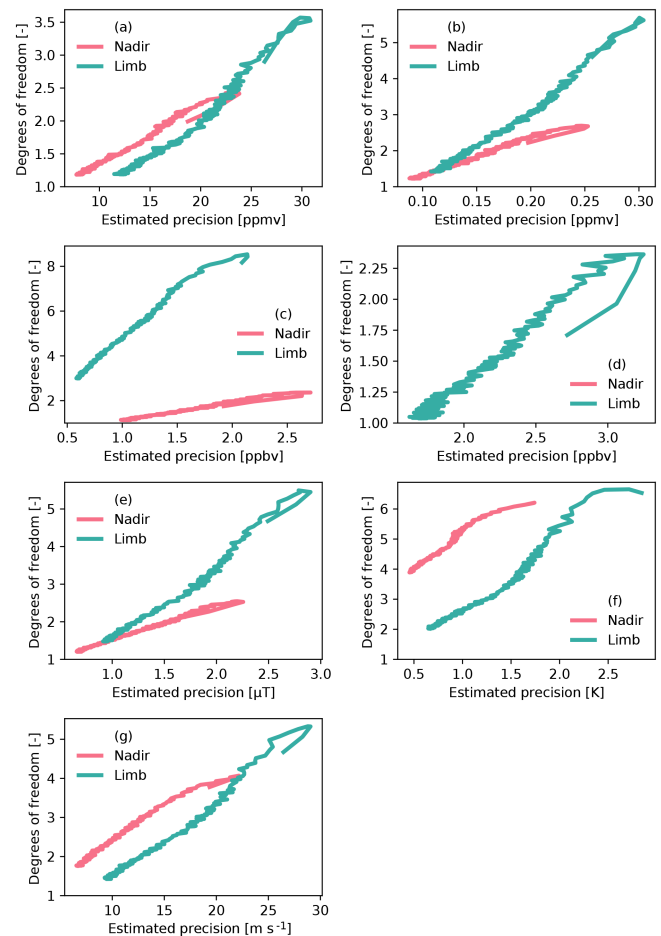 (a)
Nadir
Limb
Degrees of freedom [-]
3.5
3.0
2.5
2.0
1.5
1.0
10 15 20 25 30
Estimated precision [ppmv]
(b)
Nadir
Limb
Degrees of freedom [-]
5
4
3
2
1
0.10 0.15 0.20 0.25 0.30
Estimated precision [ppmv]
(c)
Nadir
Limb
Degrees of freedom [-]
8
6
4
2
0.5 1.0 1.5 2.0 2.5
Estimated precision [ppbv]
(d)
Nadir
Limb
Degrees of freedom [-]
2.25
2.00
1.75
1.50
1.25
1.00
2.0 2.5 3.0
Estimated precision [ppbv]
(e)
Nadir
Limb
Degrees of freedom [-]
5
4
3
2
1
1.0 1.5 2.0 2.5 3.0
Estimated precision [μT]
(f)
Nadir
Limb
Degrees of freedom [-]
6
5
4
3
2
1
0.5 1.0 1.5 2.0 2.5
Estimated precision [K]
(g)
Nadir
Limb
Degrees of freedom [-]
5
4
3
2
1
10 15 20 25 30
Estimated precision [m s⁻¹]